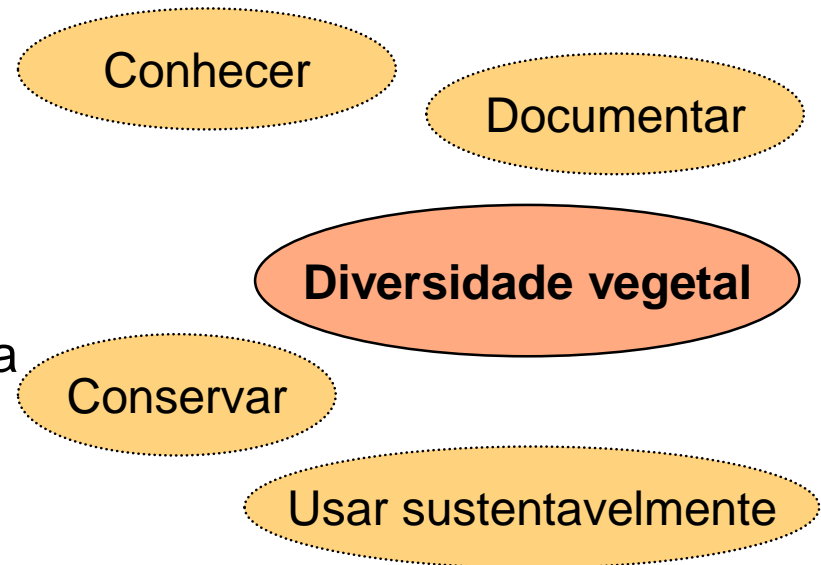 Conhecer
Documentar
Diversidade vegetal
a
Conservar
Usar sustentavelmente